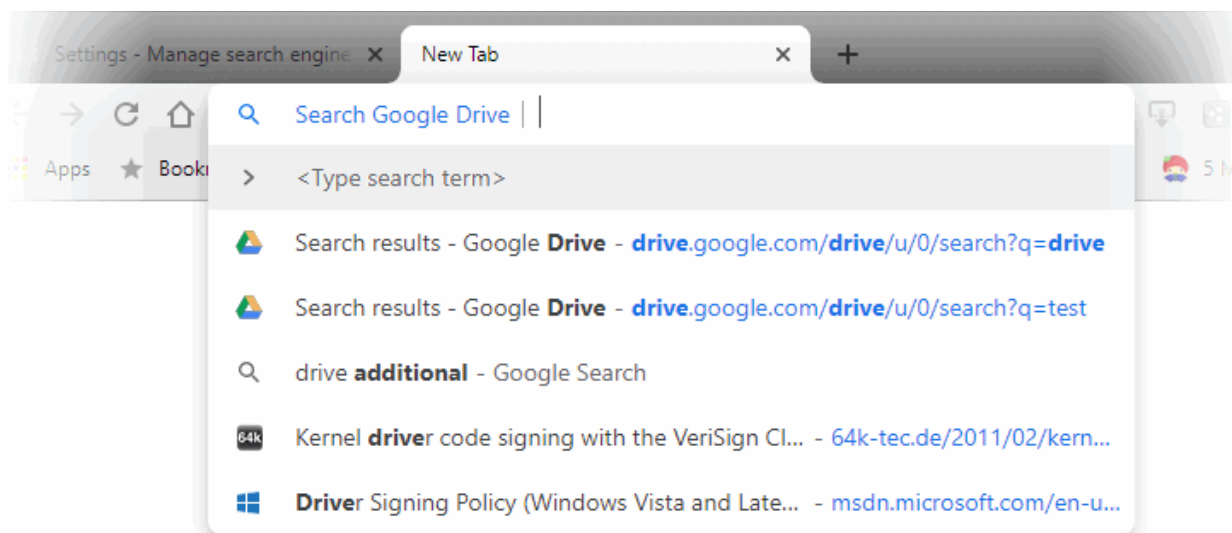 Settings - Manage search engine × New Tab × +
Search Google Drive |
Apps Book 5
<Type search term>
Search results - Google Drive - drive.google.com/drive/u/0/search?q=drive
Search results - Google Drive - drive.google.com/drive/u/0/search?q=test
drive additional - Google Search
64k Kernel driver code signing with the VeriSign Cl... - 64k-tec.de/2011/02/kern...
Driver Signing Policy (Windows Vista and Late... - msdn.microsoft.com/en-u...